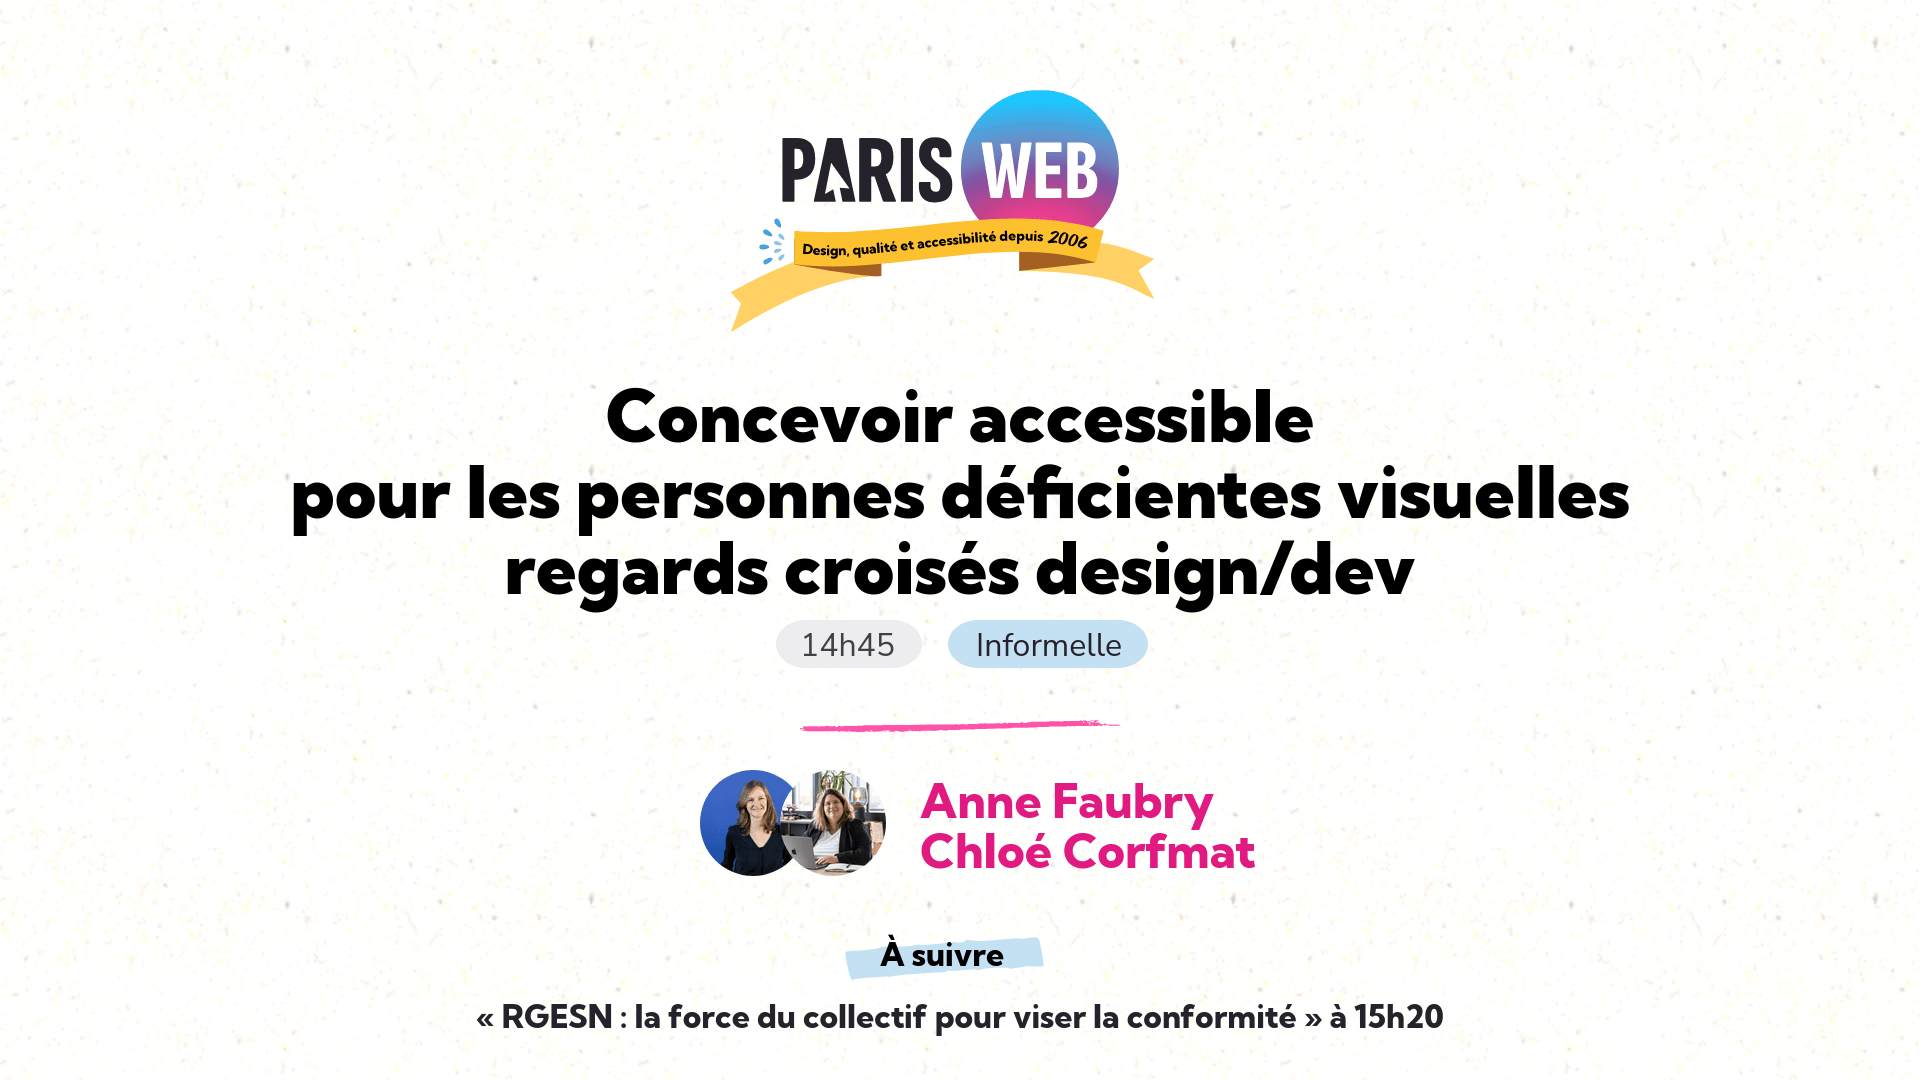 PARIS WEB
Design, qualité et accessibilité depuis 2006
Concevoir accessible
pour les personnes déficientes visuelles
regards croisés design/dev
14h45 Informelle
Anne Faubry
Chloé Corfmat
À suivre
« RGESN : la force du collectif pour viser la conformité » à 15h20